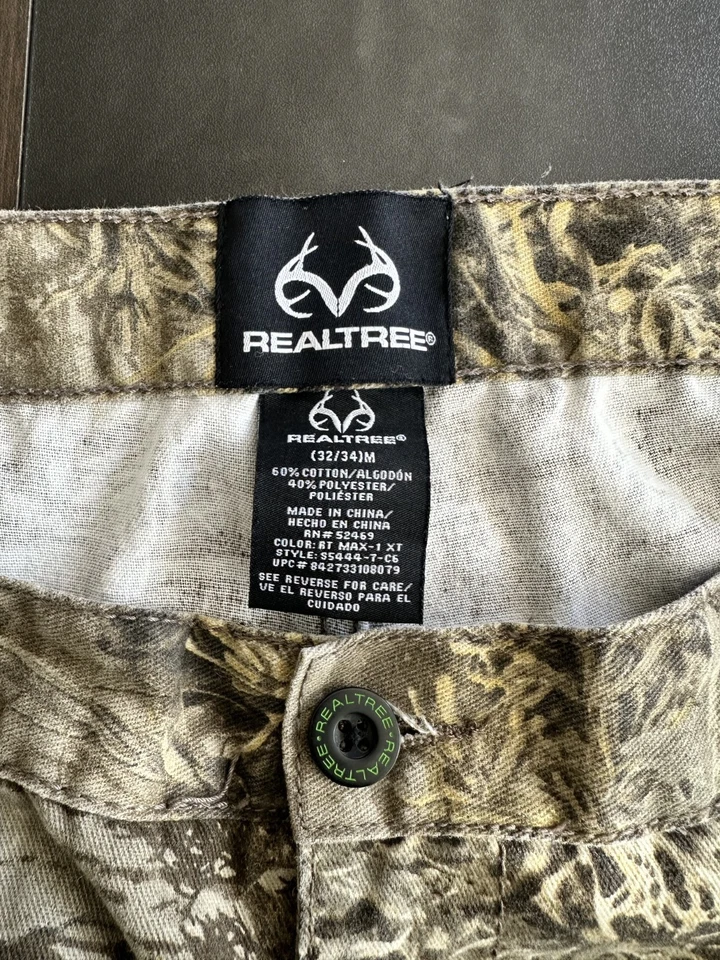 REALTREE®
REALTREE®
(32/34)M
60% COTTON/ALGODÓN
40% POLYESTER/
POLIÉSTER
MADE IN CHINA/
HECHO EN CHINA
RN# 52469
COLOR: RT MAX-1 XT
STYLE: S5444-7-C6
UPC# 842733108079
SEE REVERSE FOR CARE/
VE EL REVERSO PARA EL
CUIDADO
REALTREE • REALTREE •